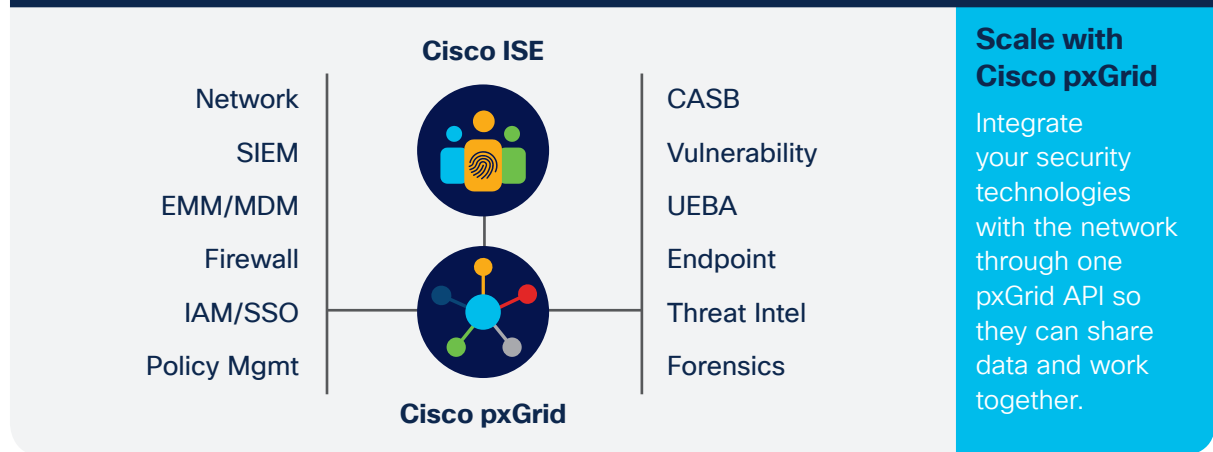 Cisco ISE
Network
SIEM
EMM/MDM
Firewall
IAM/SSO
Policy Mgmt
CASB
Vulnerability
UEBA
Endpoint
Threat Intel
Forensics
Cisco pxGrid
Scale with
Cisco pxGrid
Integrate
your security
technologies
with the network
through one
pxGrid API so
they can share
data and work
together.